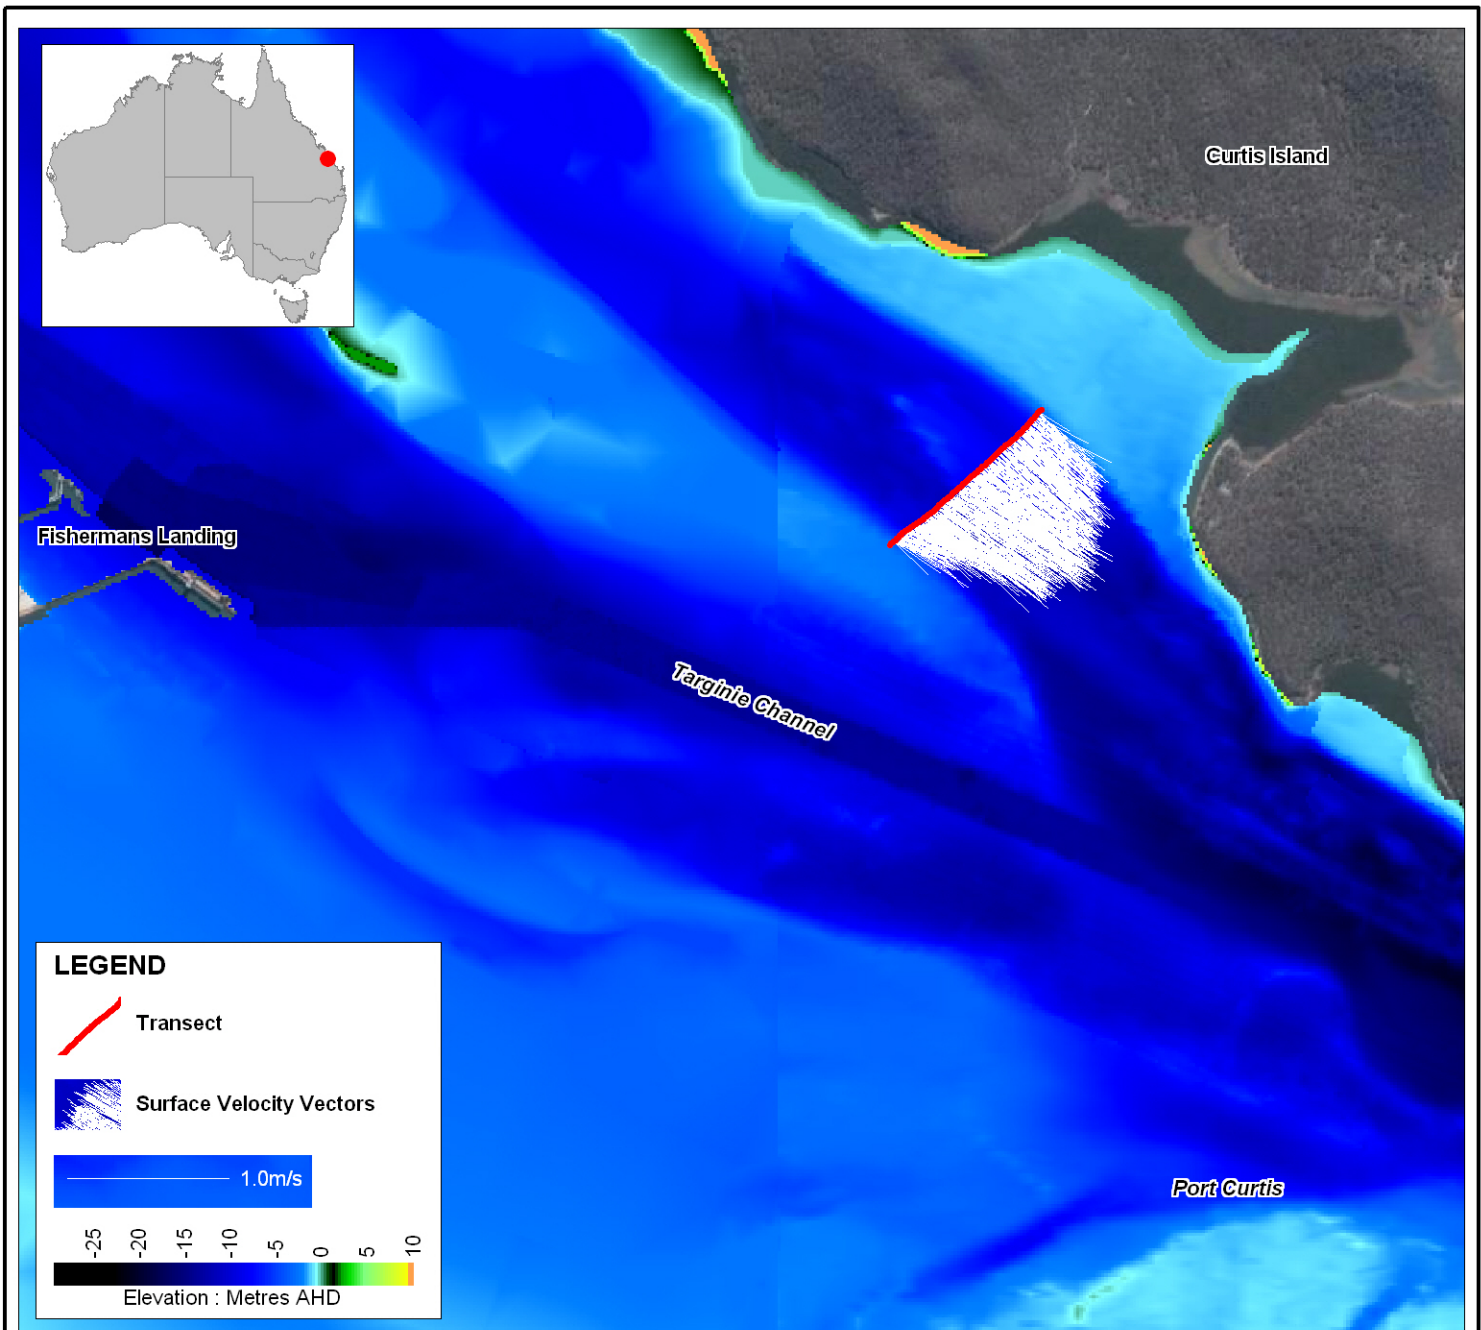 Curtis Island
Fishermans Landing
Targinie Channel
Port Curtis
LEGEND
Transect
Surface Velocity Vectors
1.0m/s
-25 -20 -15 -10 -5 0 5 10
Elevation : Metres AHD